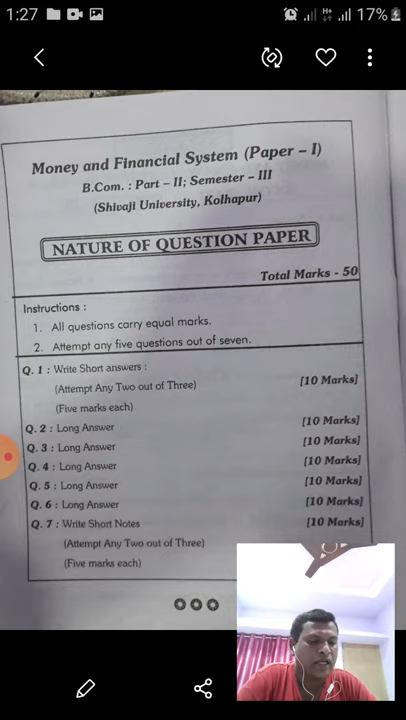 1:27
17%
Money and Financial System (Paper – I)
B.Com. : Part – II; Semester – III
(Shivaji University, Kolhapur)
NATURE OF QUESTION PAPER
Total Marks - 50
Instructions :
1. All questions carry equal marks.
2. Attempt any five questions out of seven.
Q. 1 : Write Short answers : [10 Marks]
(Attempt Any Two out of Three)
(Five marks each)
Q. 2 : Long Answer [10 Marks]
Q. 3 : Long Answer [10 Marks]
Q. 4 : Long Answer [10 Marks]
Q. 5 : Long Answer [10 Marks]
Q. 6 : Long Answer [10 Marks]
Q. 7 : Write Short Notes [10 Marks]
(Attempt Any Two out of Three)
(Five marks each)